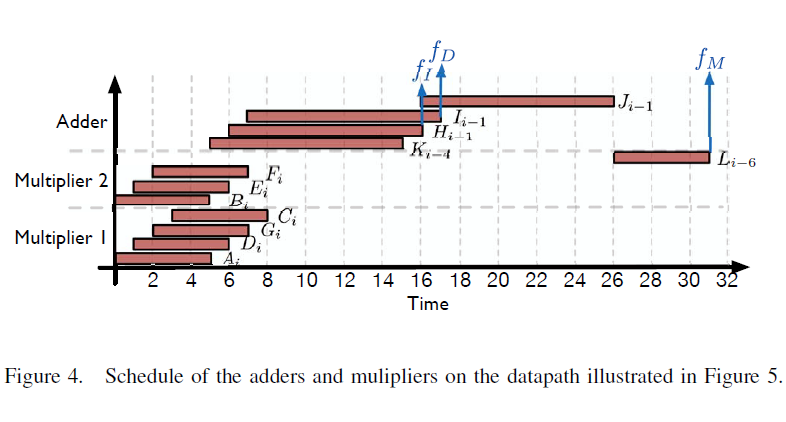 f_D
f_I
f_M
J_{i-1}
Adder
I_{i-1}
H_{i-1}
K_{i-4}
L_{i-6}
Multiplier 2
F_i
E_i
B_i
C_i
Multiplier 1
G_i
D_i
A_i
2 4 6 8 10 12 14 16 18 20 22 24 26 28 30 32
Time
Figure 4. Schedule of the adders and mulipliers on the datapath illustrated in Figure 5.